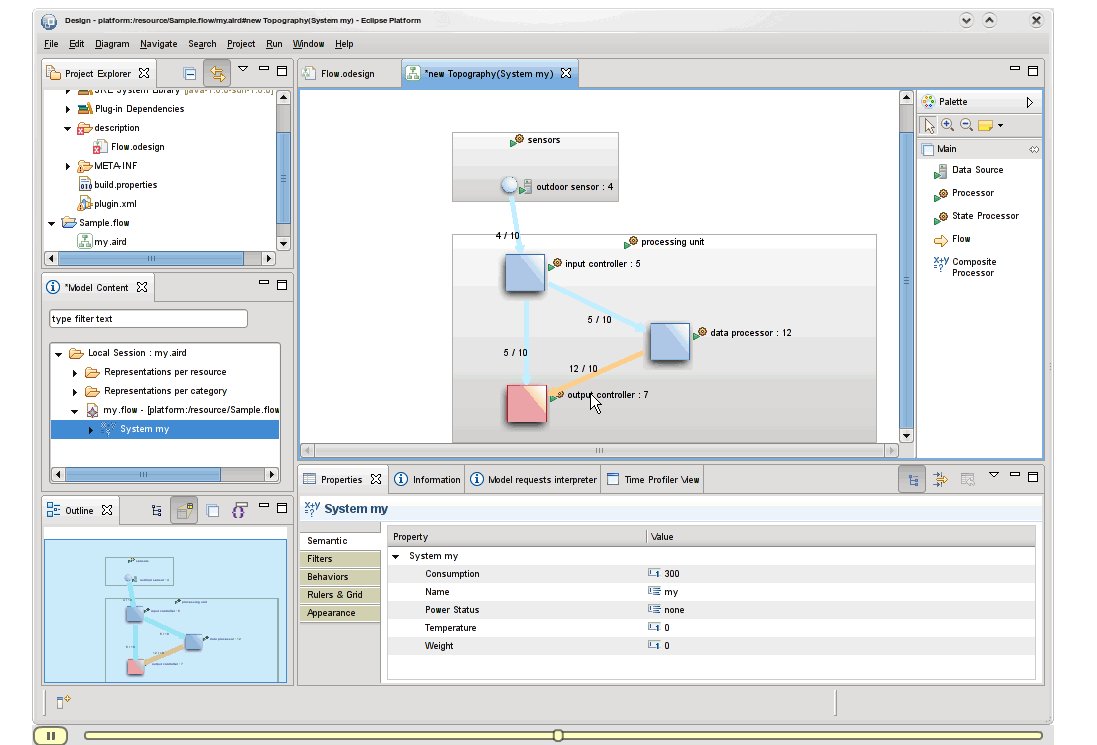 Design - platform:/resource/Sample.flow/my.aird#new Topography(System my) - Eclipse Platform
File Edit Diagram Navigate Search Project Run Window Help
Project Explorer
Plug-in Dependencies
description
Flow.odesign
META-INF
build.properties
plugin.xml
Sample.flow
my.aird
*Model Content
type filter text
Local Session : my.aird
Representations per resource
Representations per category
my.flow - [platform:/resource/Sample.flow
System my
Outline
Flow.odesign
*new Topography(System my)
sensors
outdoor sensor : 4
4 / 10
processing unit
input controller : 5
5 / 10
data processor : 12
5 / 10
12 / 10
output controller : 7
Palette
Main
Data Source
Processor
State Processor
Flow
Composite
Processor
Properties
Information
Model requests interpreter
Time Profiler View
System my
Semantic
Filters
Behaviors
Rulers & Grid
Appearance
Property Value
System my
Consumption 300
Name my
Power Status none
Temperature 0
Weight 0